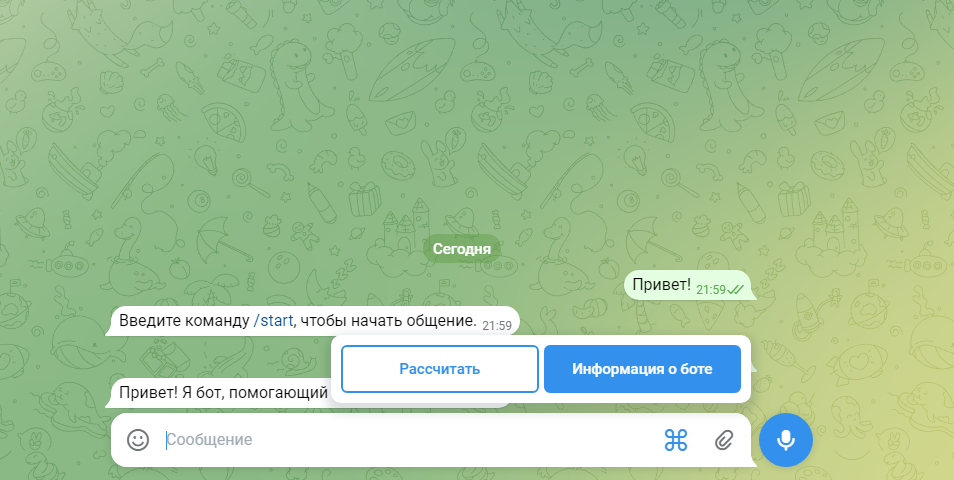 Сегодня
Привет! 21:59
Введите команду /start, чтобы начать общение. 21:59
Рассчитать Информация о боте
Привет! Я бот, помогающий
Сообщение